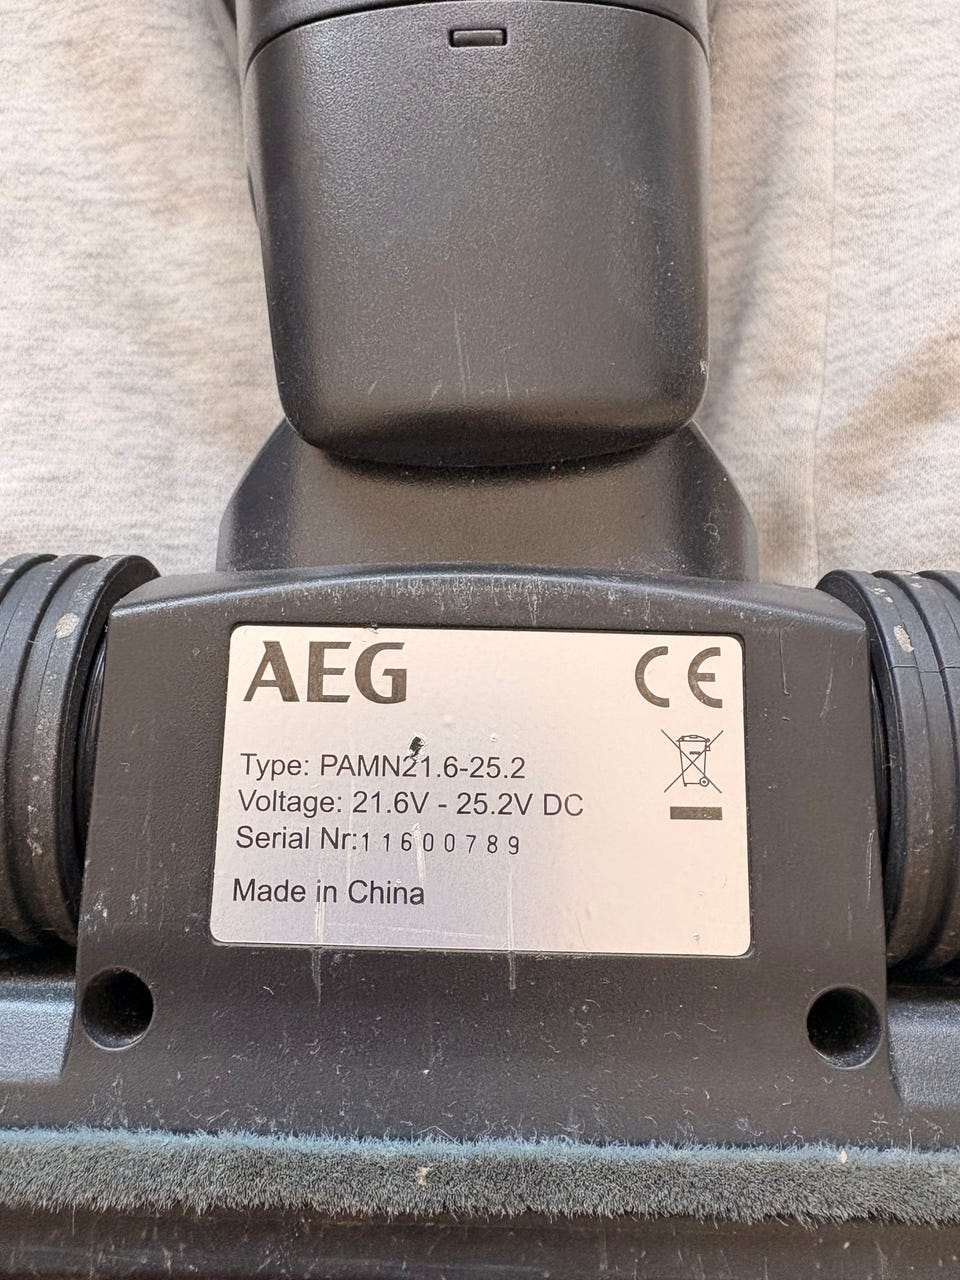 AEG
CE
Type: PAMN21.6-25.2
Voltage: 21.6V - 25.2V DC
Serial Nr:11600789
Made in China